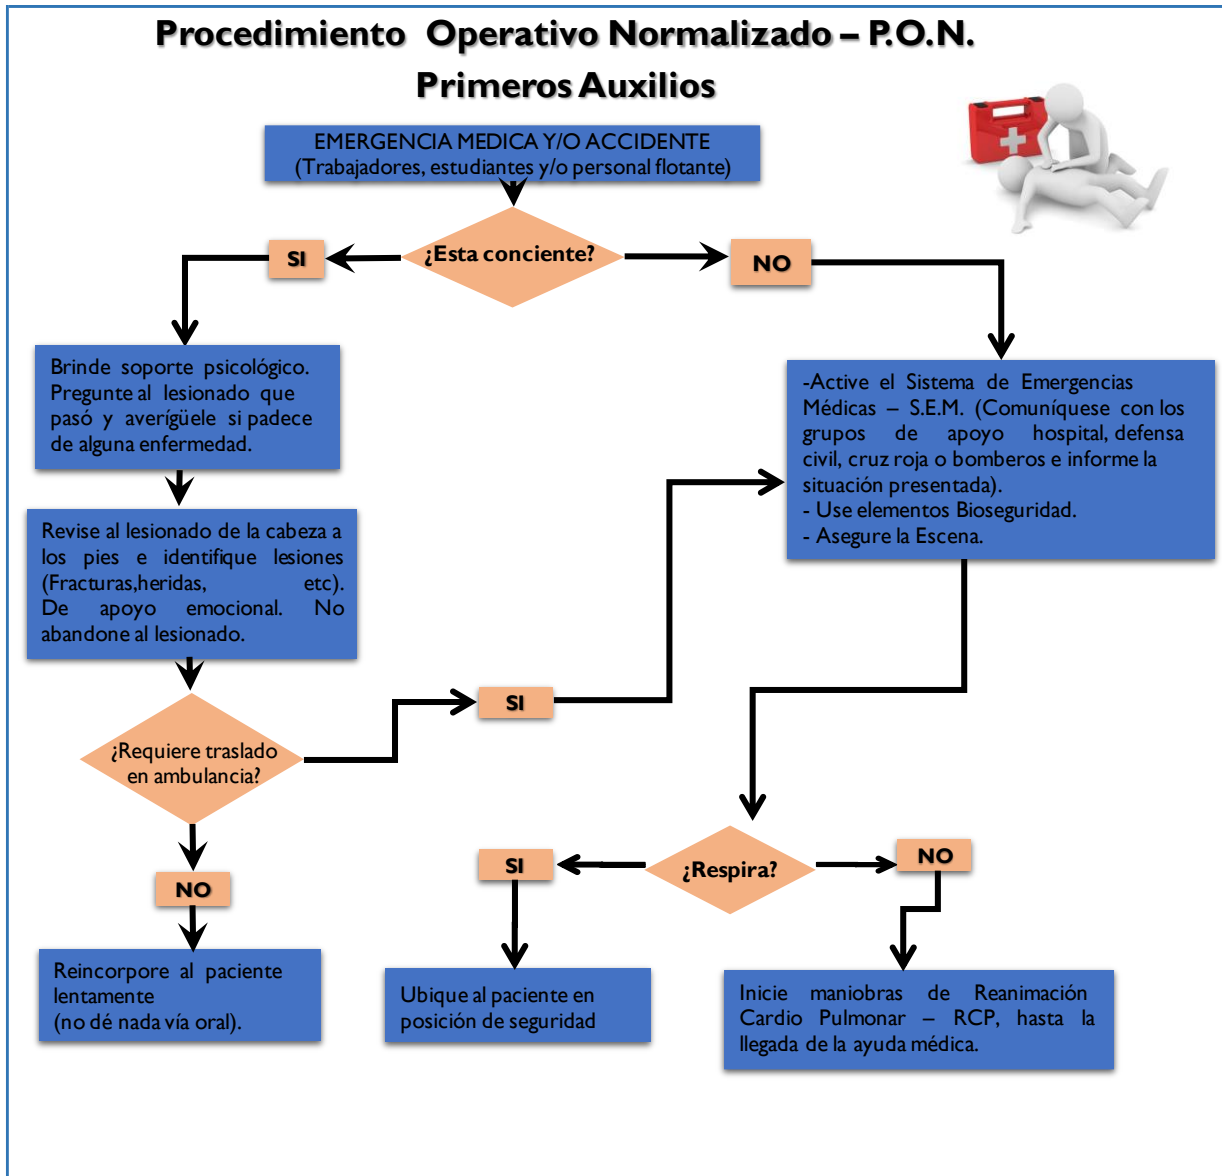 Procedimiento Operativo Normalizado – P.O.N.
Primeros Auxilios
EMERGENCIA MEDICA Y/O ACCIDENTE
(Trabajadores, estudiantes y/o personal flotante)
¿Esta conciente?
SI
NO
Brinde soporte psicológico.
Pregunte al lesionado que
pasó y averígüele si padece
de alguna enfermedad.
-Active el Sistema de Emergencias
Médicas – S.E.M. (Comuníquese con los
grupos de apoyo hospital, defensa
civil, cruz roja o bomberos e informe la
situación presentada).
- Use elementos Bioseguridad.
- Asegure la Escena.
Revise al lesionado de la cabeza a
los pies e identifique lesiones
(Fracturas,heridas, etc).
De apoyo emocional. No
abandone al lesionado.
SI
¿Requiere traslado
en ambulancia?
NO
SI
¿Respira?
NO
Reincorpore al paciente
lentamente
(no dé nada vía oral).
Ubique al paciente en
posición de seguridad
Inicie maniobras de Reanimación
Cardio Pulmonar – RCP, hasta la
llegada de la ayuda médica.